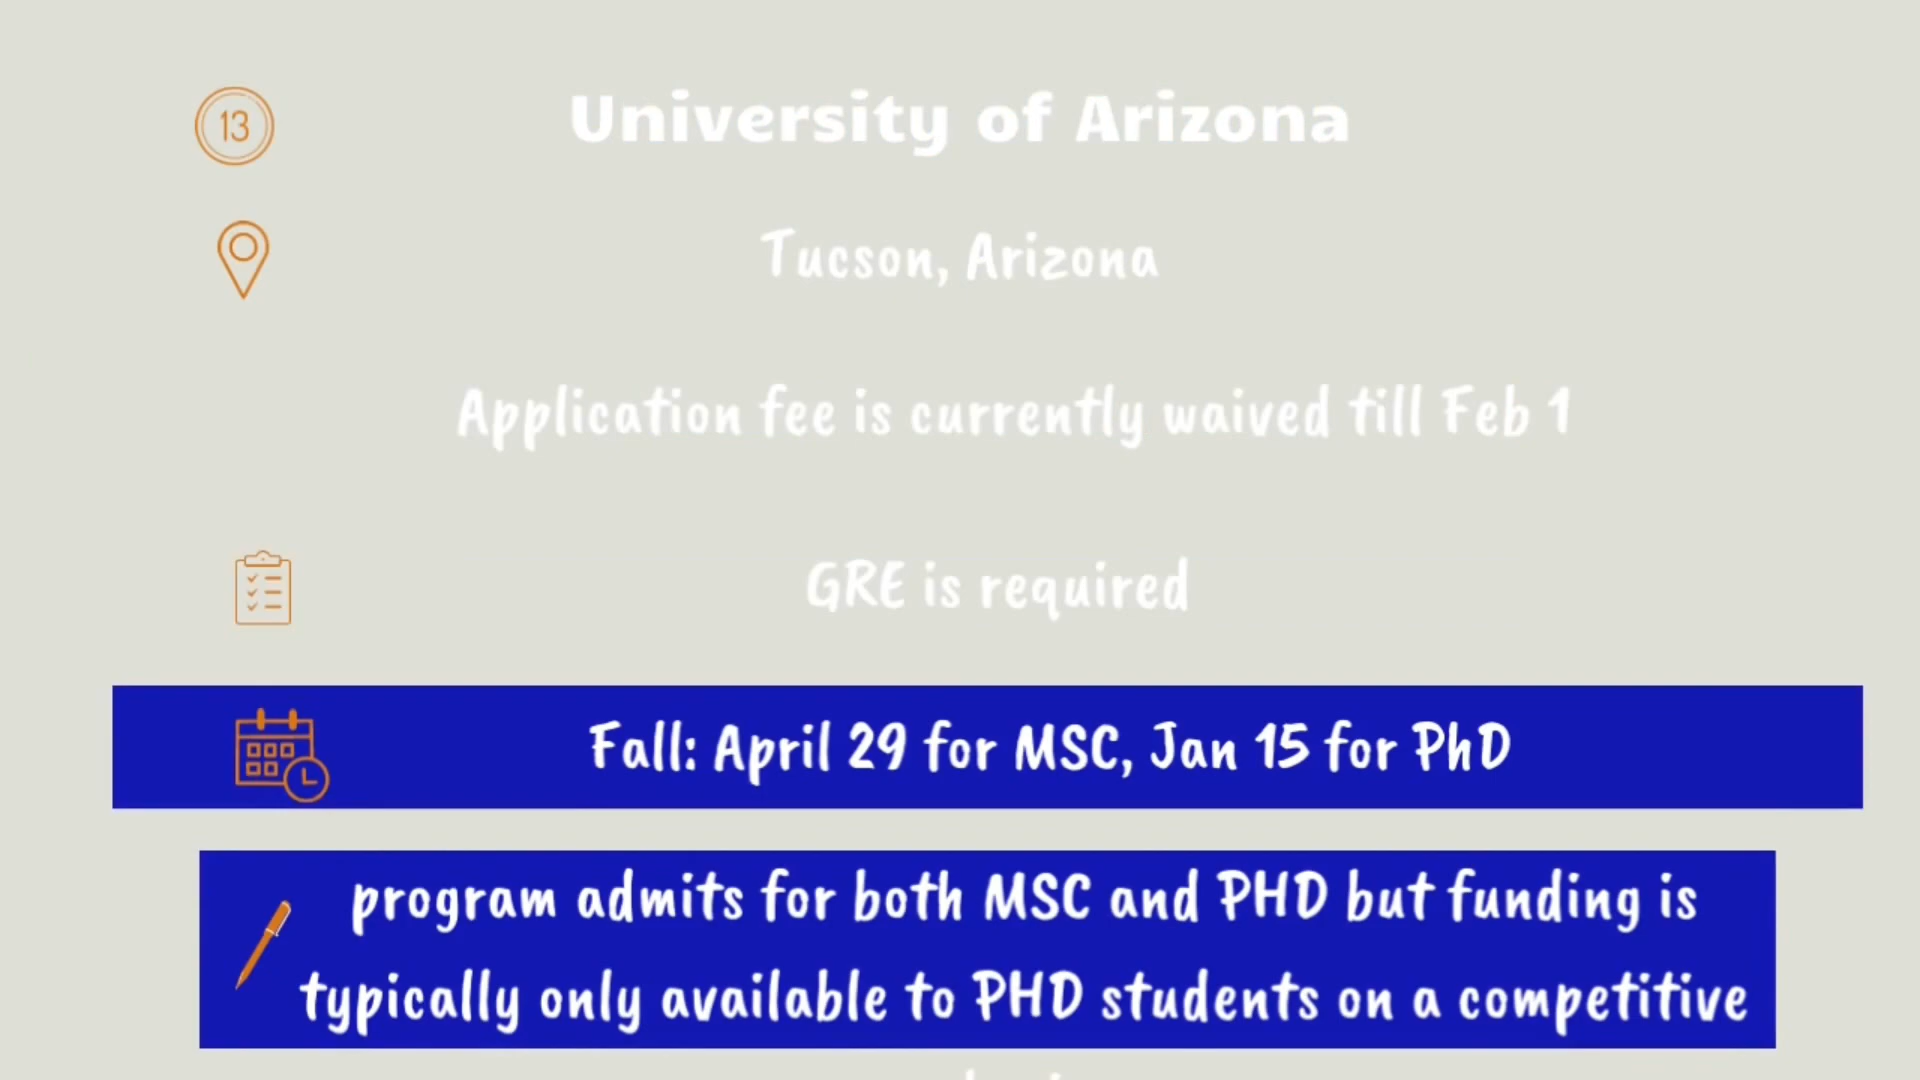 13
University of Arizona
Tucson, Arizona
Application fee is currently waived till Feb 1
GRE is required
Fall: April 29 for MSC, Jan 15 for PhD
program admits for both MSC and PHD but funding is
typically only available to PHD students on a competitive